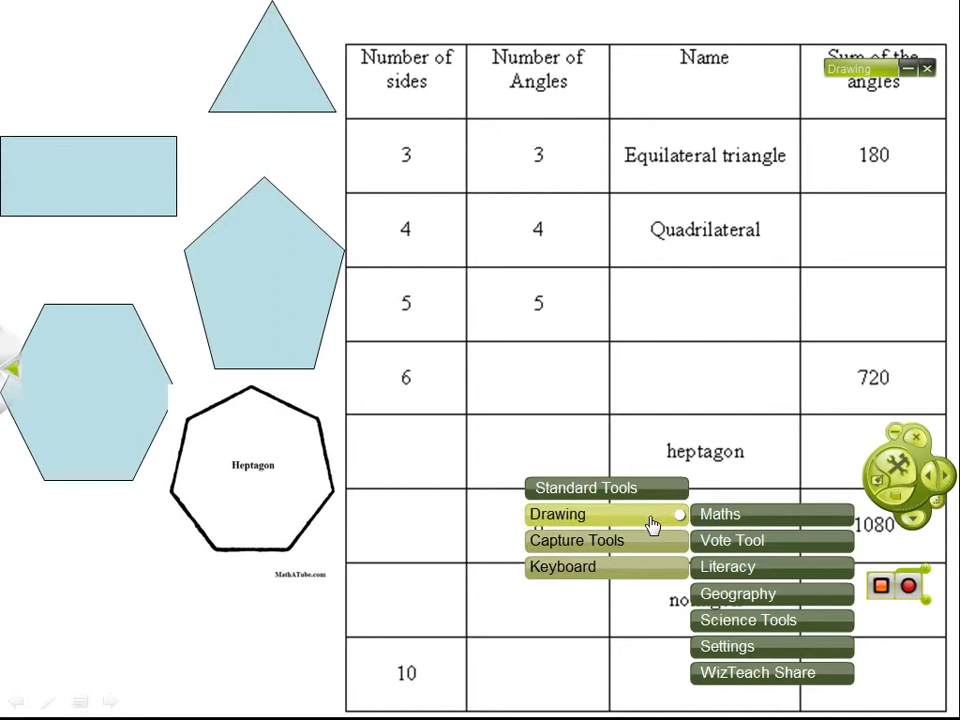 Number of sides
Number of Angles
Name
Sum of the angles
Drawing
3
3
Equilateral triangle
180
4
4
Quadrilateral
5
5
6
720
Heptagon
heptagon
MathATube.com
Standard Tools
Drawing
Capture Tools
Keyboard
Maths
Vote Tool
Literacy
Geography
Science Tools
Settings
WizTeach Share
1080
10